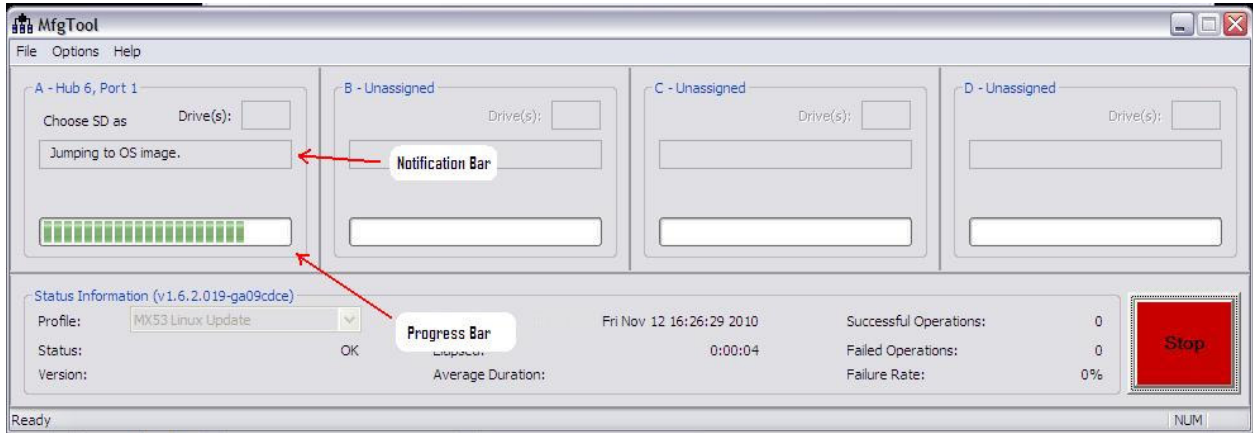 MfgTool
File Options Help
A - Hub 6, Port 1
Choose SD as
Drive(s):
Jumping to OS image.
B - Unassigned
Drive(s):
C - Unassigned
Drive(s):
D - Unassigned
Drive(s):
Notification Bar
Progress Bar
Status Information (v1.6.2.019-ga09cdce)
Profile: MX53 Linux Update
Fri Nov 12 16:26:29 2010
Successful Operations: 0
Status: OK
Elapsed: 0:00:04
Failed Operations: 0
Version:
Average Duration:
Failure Rate: 0%
Stop
Ready
NUM